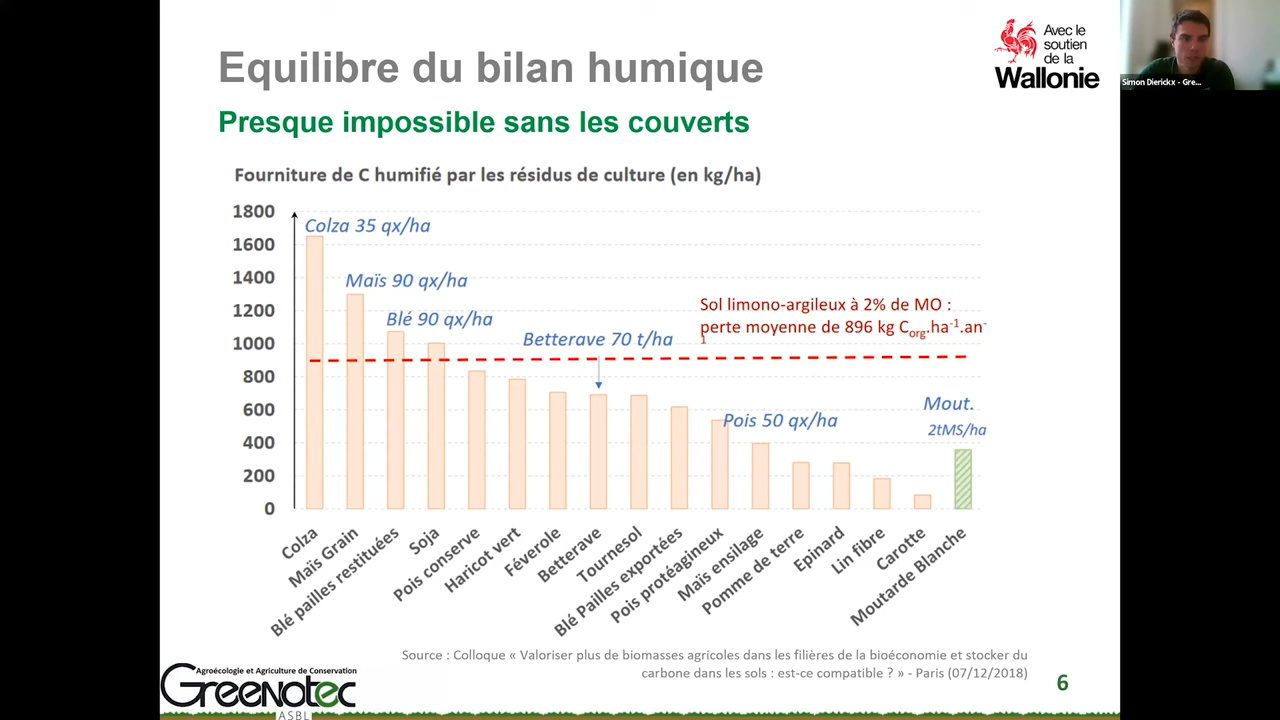 Equilibre du bilan humique
Presque impossible sans les couverts
Avec le
soutien
de la
Wallonie
Simon Dierickx - Gre...
Fourniture de C humifié par les résidus de culture (en kg/ha)
1800
1600
1400
1200
1000
800
600
400
200
0
Colza 35 qx/ha
Maïs 90 qx/ha
Blé 90 qx/ha
Betterave 70 t/ha
Sol limono-argileux à 2% de MO :
perte moyenne de 896 kg Corg.ha-1.an-
1
Pois 50 qx/ha
Mout.
2tMS/ha
Colza
Maïs Grain
Blé pailles restituées
Soja
Pois conserve
Haricot vert
Féverole
Betterave
Tournesol
Blé Pailles exportées
Pois protéagineux
Maïs ensilage
Pomme de terre
Epinard
Lin fibre
Carotte
Moutarde Blanche
Source : Colloque « Valoriser plus de biomasses agricoles dans les filières de la bioéconomie et stocker du
carbone dans les sols : est-ce compatible ? » - Paris (07/12/2018)
6
Agroécologie et Agriculture de Conservation
Greenotec
ASBL